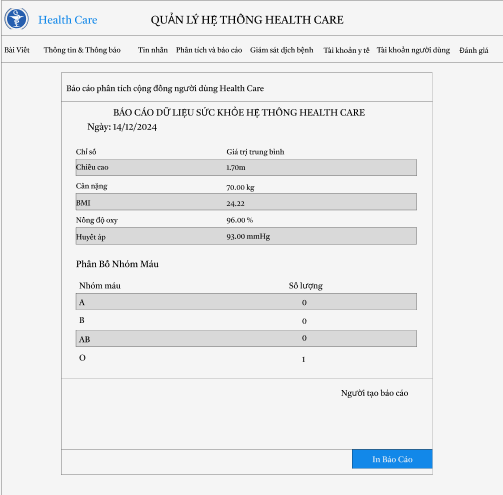 Health Care QUẢN LÝ HỆ THỐNG HEALTH CARE
Bài Viết Thông tin & Thông báo Tin nhắn Phân tích và báo cáo Giám sát dịch bệnh Tài khoản y tế Tài khoản người dùng Đánh giá
Báo cáo phân tích cộng đồng người dùng Health Care
BÁO CÁO DỮ LIỆU SỨC KHỎE HỆ THỐNG HEALTH CARE
Ngày: 14/12/2024
Chỉ số Giá trị trung bình
Chiều cao 1,70m
Cân nặng 70.00 kg
BMI 24,22
Nồng độ oxy 96.00 %
Huyết áp 93.00 mmHg
Phân Bố Nhóm Máu
Nhóm máu Số lượng
A 0
B 0
AB 0
O 1
Người tạo báo cáo
In Báo Cáo